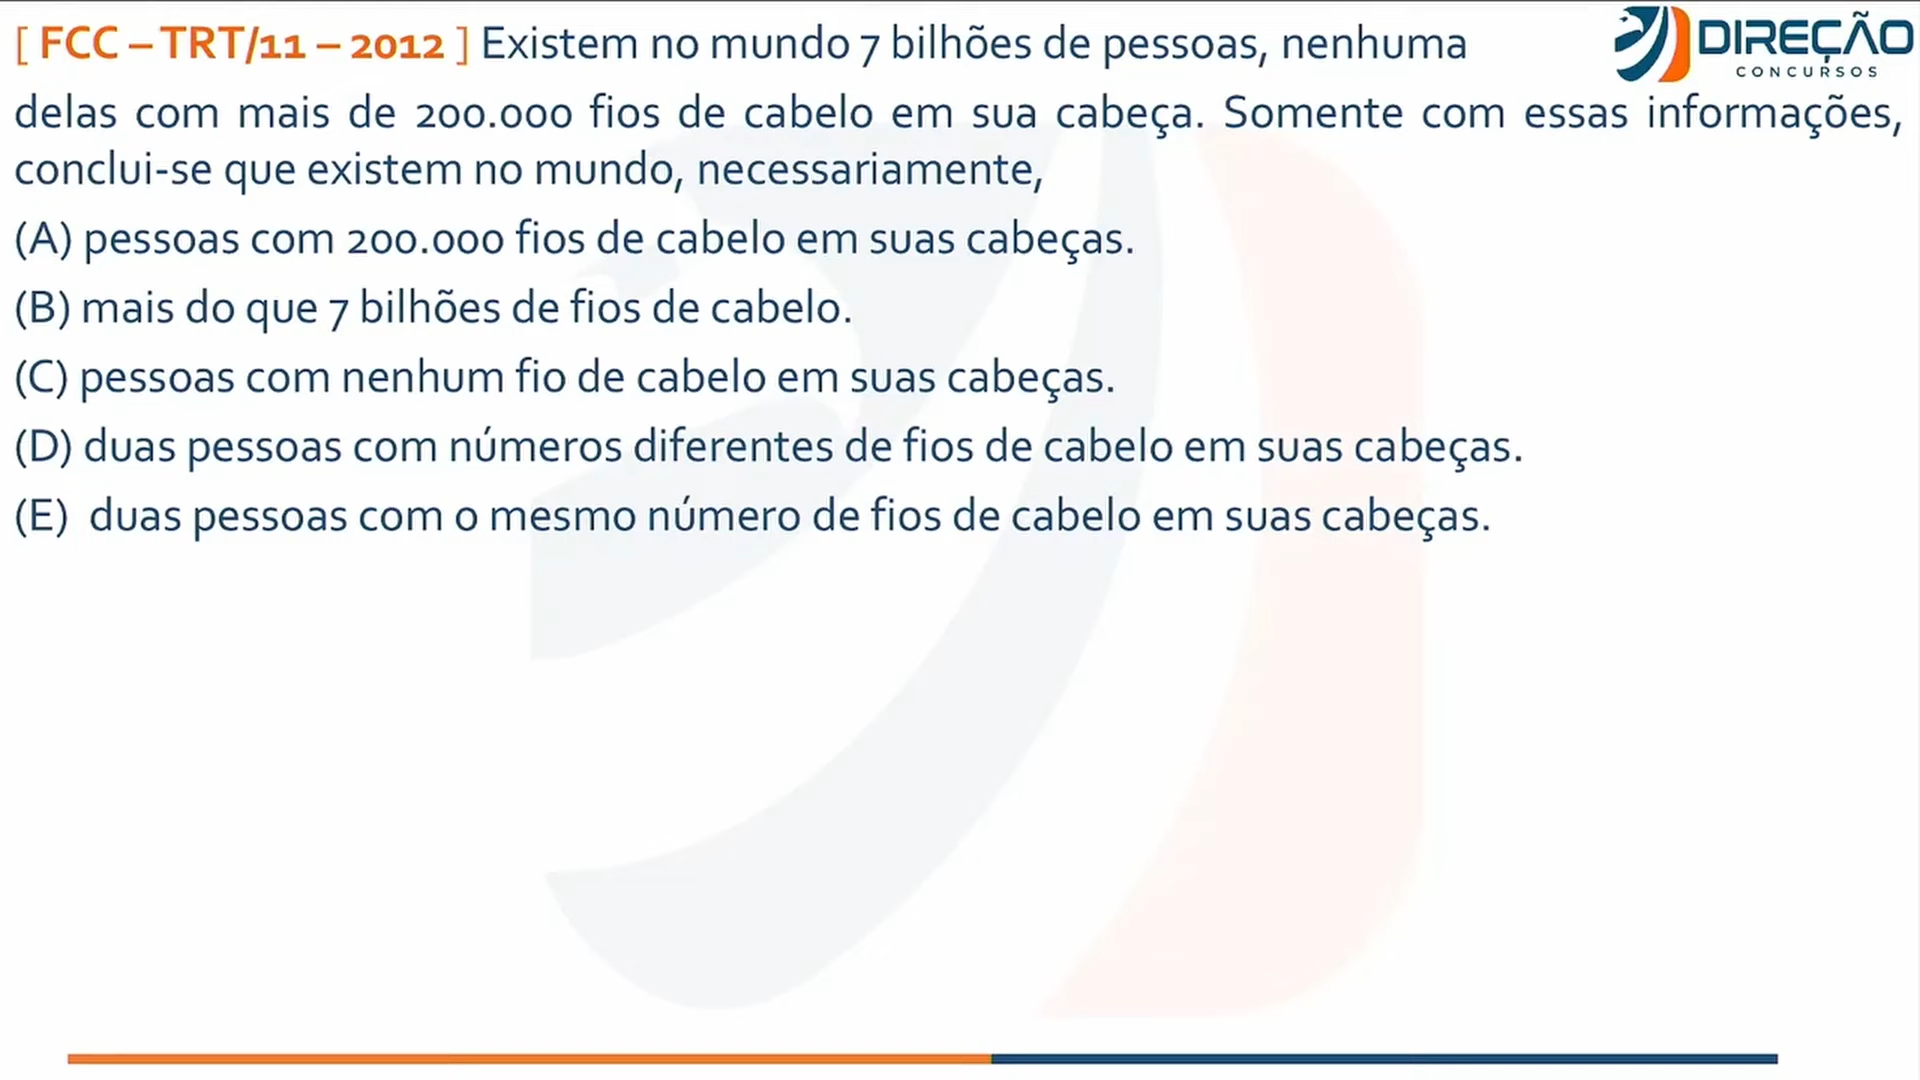 [ FCC – TRT/11 – 2012 ] Existem no mundo 7 bilhões de pessoas, nenhuma
DIREÇÃO
CONCURSOS
delas com mais de 200.000 fios de cabelo em sua cabeça. Somente com essas informações,
conclui-se que existem no mundo, necessariamente,
(A) pessoas com 200.000 fios de cabelo em suas cabeças.
(B) mais do que 7 bilhões de fios de cabelo.
(C) pessoas com nenhum fio de cabelo em suas cabeças.
(D) duas pessoas com números diferentes de fios de cabelo em suas cabeças.
(E) duas pessoas com o mesmo número de fios de cabelo em suas cabeças.